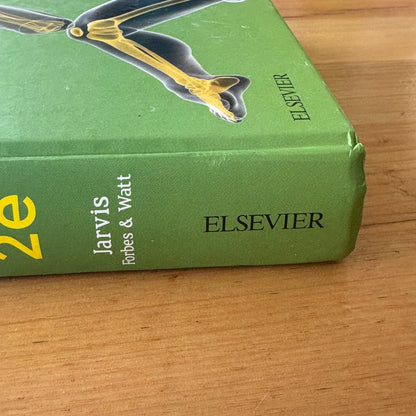 ELSEVIER
2e
Jarvis
Forbes & Watt
ELSEVIER